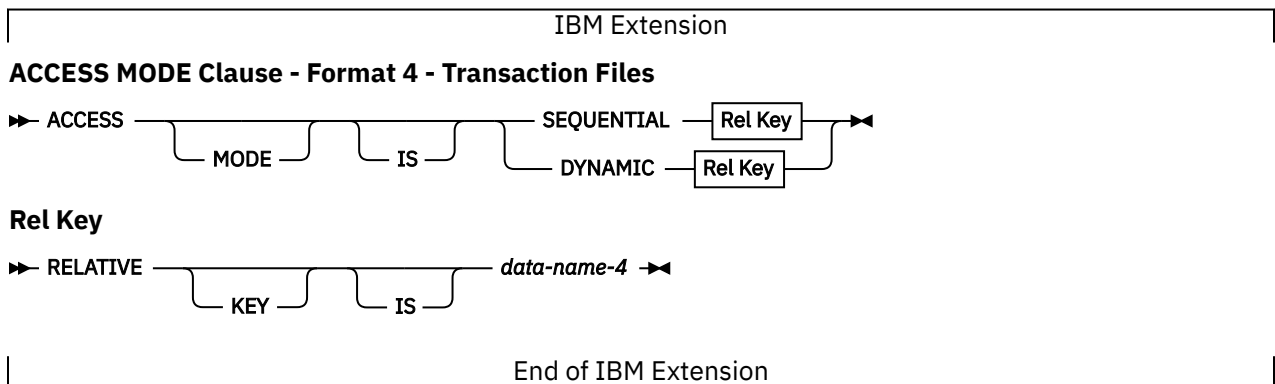 IBM Extension
ACCESS MODE Clause - Format 4 - Transaction Files
ACCESS MODE IS SEQUENTIAL Rel Key
DYNAMIC Rel Key
Rel Key
RELATIVE KEY IS data-name-4
End of IBM Extension